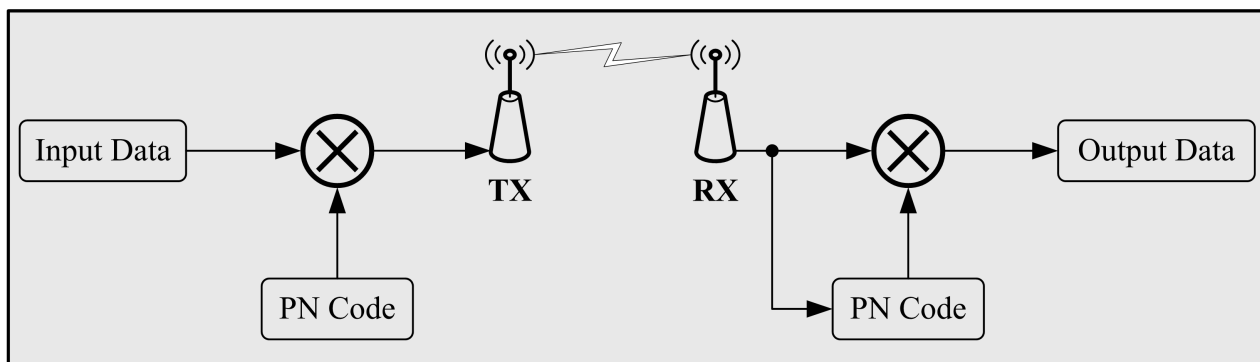 Input Data
TX
RX
Output Data
PN Code
PN Code